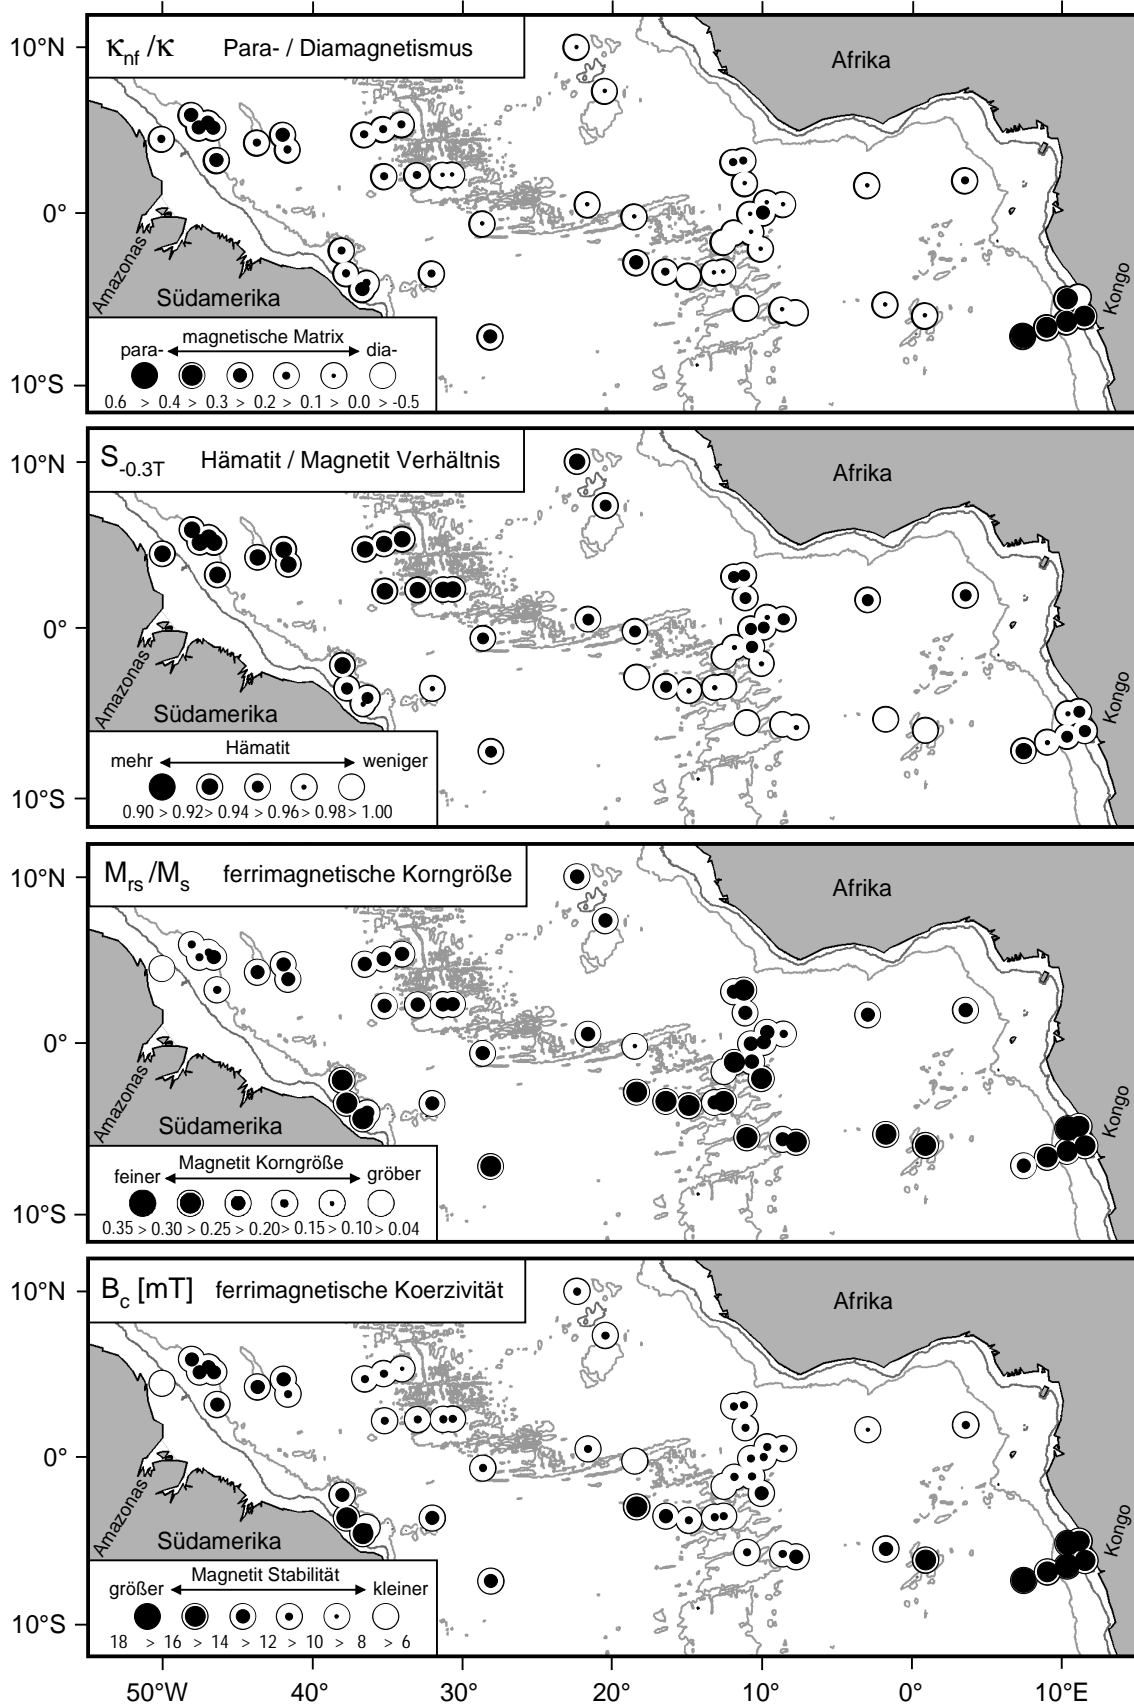 10°N
κnf /κ Para- / Diamagnetismus
Afrika
0°
Amazonas
Südamerika
Kongo
magnetische Matrix
para- dia-
10°S
0.6 > 0.4 > 0.3 > 0.2 > 0.1 > 0.0 > -0.5
10°N
S-0.3T Hämatit / Magnetit Verhältnis
Afrika
0°
Amazonas
Südamerika
Kongo
Hämatit
mehr weniger
10°S
0.90 > 0.92> 0.94 > 0.96 > 0.98> 1.00
10°N
Mrs /Ms ferrimagnetische Korngröße
Afrika
0°
Amazonas
Südamerika
Kongo
Magnetit Korngröße
feiner gröber
10°S
0.35 > 0.30 > 0.25 > 0.20> 0.15 > 0.10 > 0.04
10°N
Bc [mT] ferrimagnetische Koerzivität
Afrika
0°
Amazonas
Südamerika
Kongo
Magnetit Stabilität
größer kleiner
10°S
18 > 16 > 14 > 12 > 10 > 8 > 6
50°W 40° 30° 20° 10° 0° 10°E